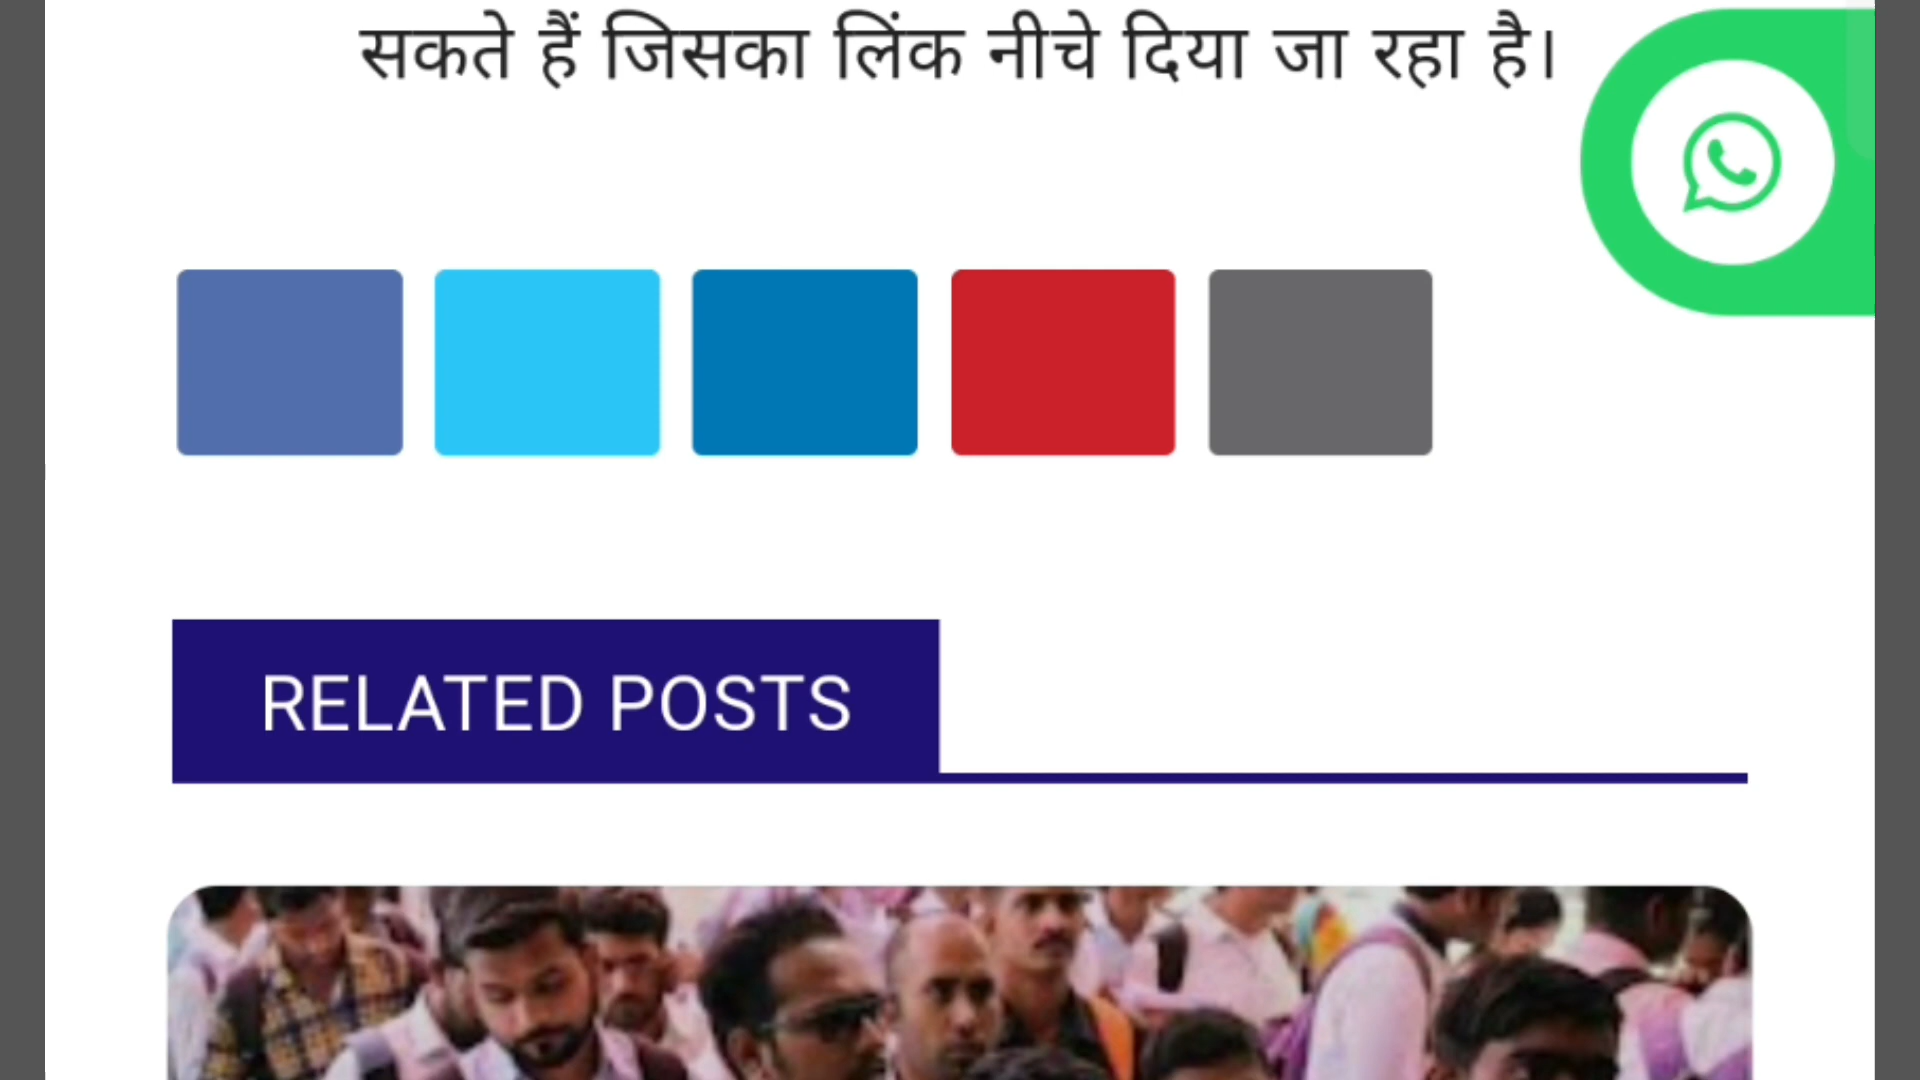 सकते हैं जिसका लिंक नीचे दिया जा रहा है।
RELATED POSTS